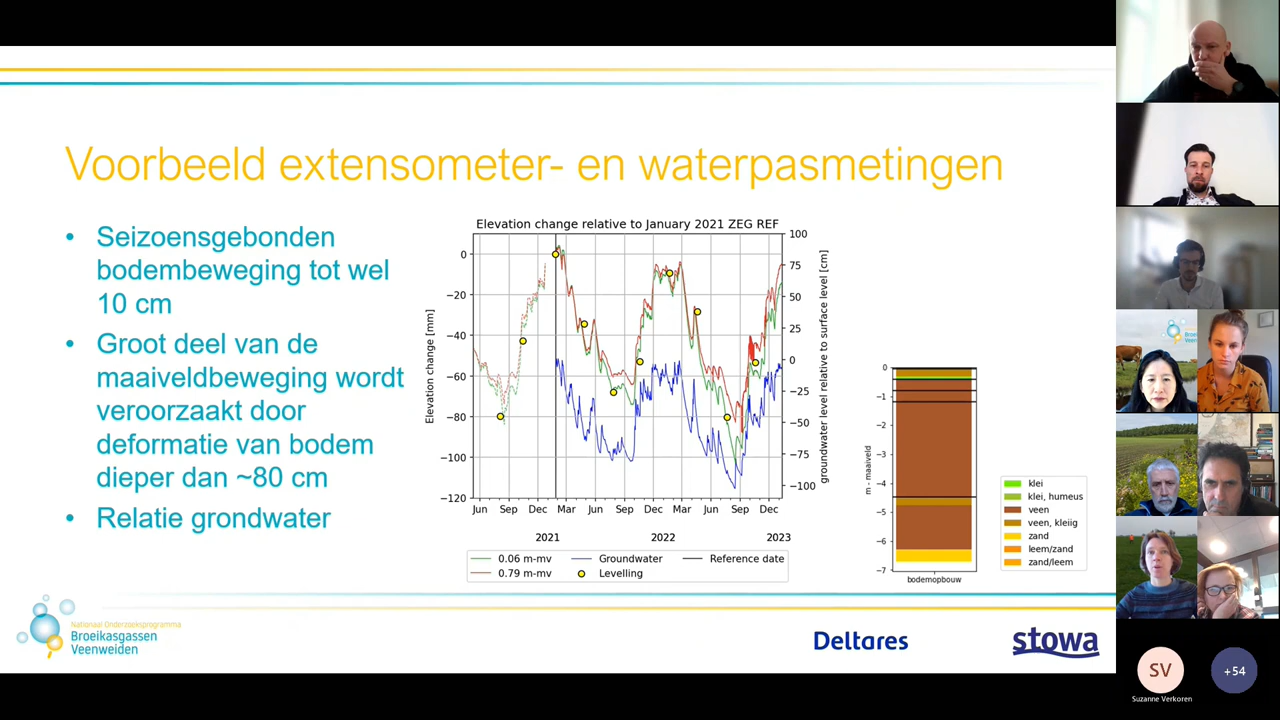 Voorbeeld extensometer- en waterpasmetingen
• Seizoensgebonden
bodembeweging tot wel
10 cm
• Groot deel van de
maaiveldbeweging wordt
veroorzaakt door
deformatie van bodem
dieper dan ~80 cm
• Relatie grondwater
Elevation change relative to January 2021 ZEG REF
Elevation change [mm]
0
−20
−40
−60
−80
−100
−120
100
75
50
25
0
−25
−50
−75
−100
groundwater level relative to surface level [cm]
Jun Sep Dec Mar Jun Sep Dec Mar Jun Sep Dec
2021 2022 2023
0.06 m-mv Groundwater Reference date
0.79 m-mv Levelling
m - maaiveld
0
−1
−2
−3
−4
−5
−6
−7
bodemopbouw
klei
klei, humeus
veen
veen, kleiig
zand
leem/zand
zand/leem
Nationaal Onderzoeksprogramma
Broeikasgassen
Veenweiden
Deltares
stowa
SV
Suzanne Verkoren
+54